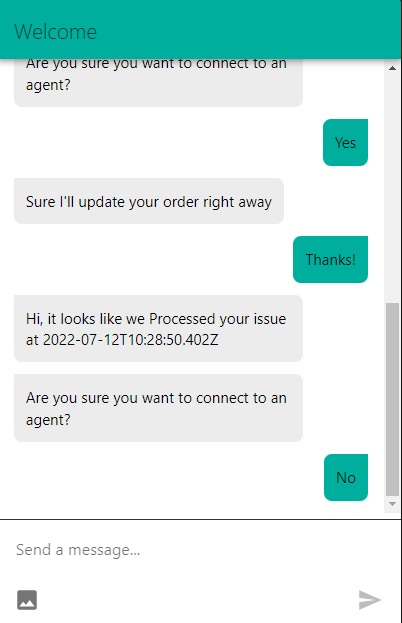 Welcome
Are you sure you want to connect to an
agent?
Yes
Sure I'll update your order right away
Thanks!
Hi, it looks like we Processed your issue
at 2022-07-12T10:28:50.402Z
Are you sure you want to connect to an
agent?
No
Send a message...